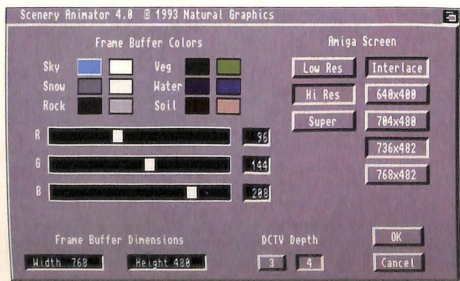 Scenery Animator 4.0 © 1993 Natural Graphics
Frame Buffer Colors
Amiga Screen
Sky
Veg
Snow
Water
Rock
Soil
Low Res
Interlace
Hi Res
640x400
Super
704x480
736x482
768x482
R
96
G
144
B
208
Frame Buffer Dimensions
Width 768
Height 480
DCTV Depth
3
4
OK
Cancel